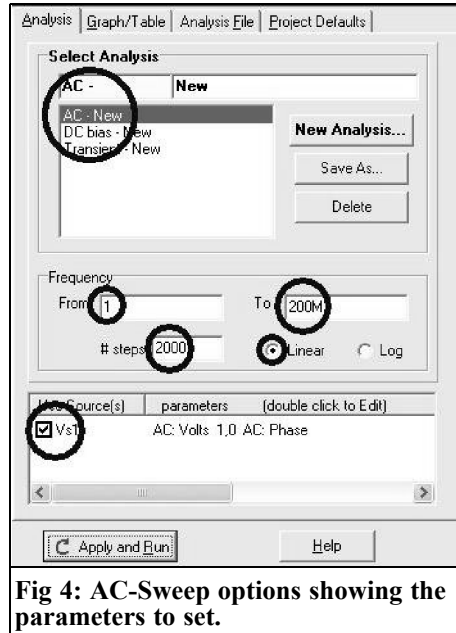 Analysis Graph/Table Analysis File Project Defaults
Select Analysis
AC - New
AC - New
DC bias - New
Transient - New
New Analysis...
Save As...
Delete
Frequency
From 1 To 200M
# steps 2000 Linear Log
Use Source(s) parameters (double click to Edit)
Vs1 AC: Volts 1,0 AC: Phase
Apply and Run Help
Fig 4: AC-Sweep options showing the
parameters to set.